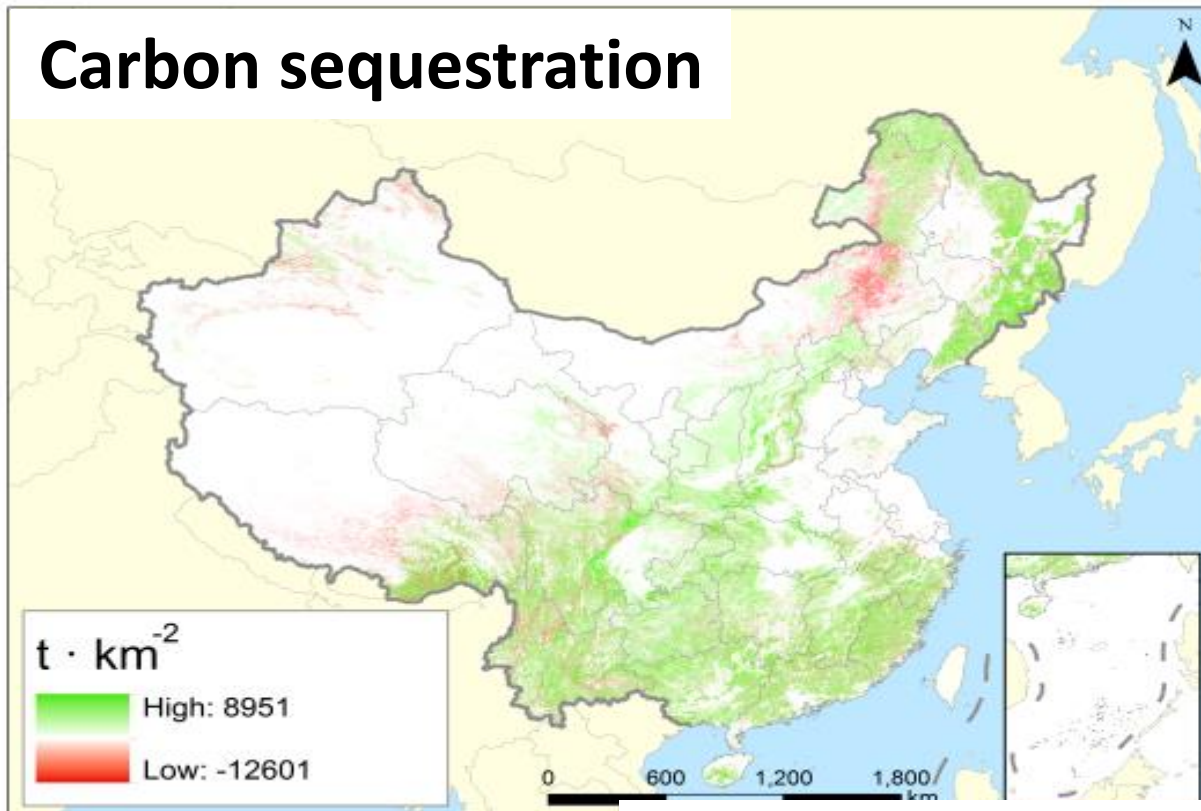 Carbon sequestration
N
t · km⁻²
High: 8951
Low: -12601
0 600 1,200 1,800
km